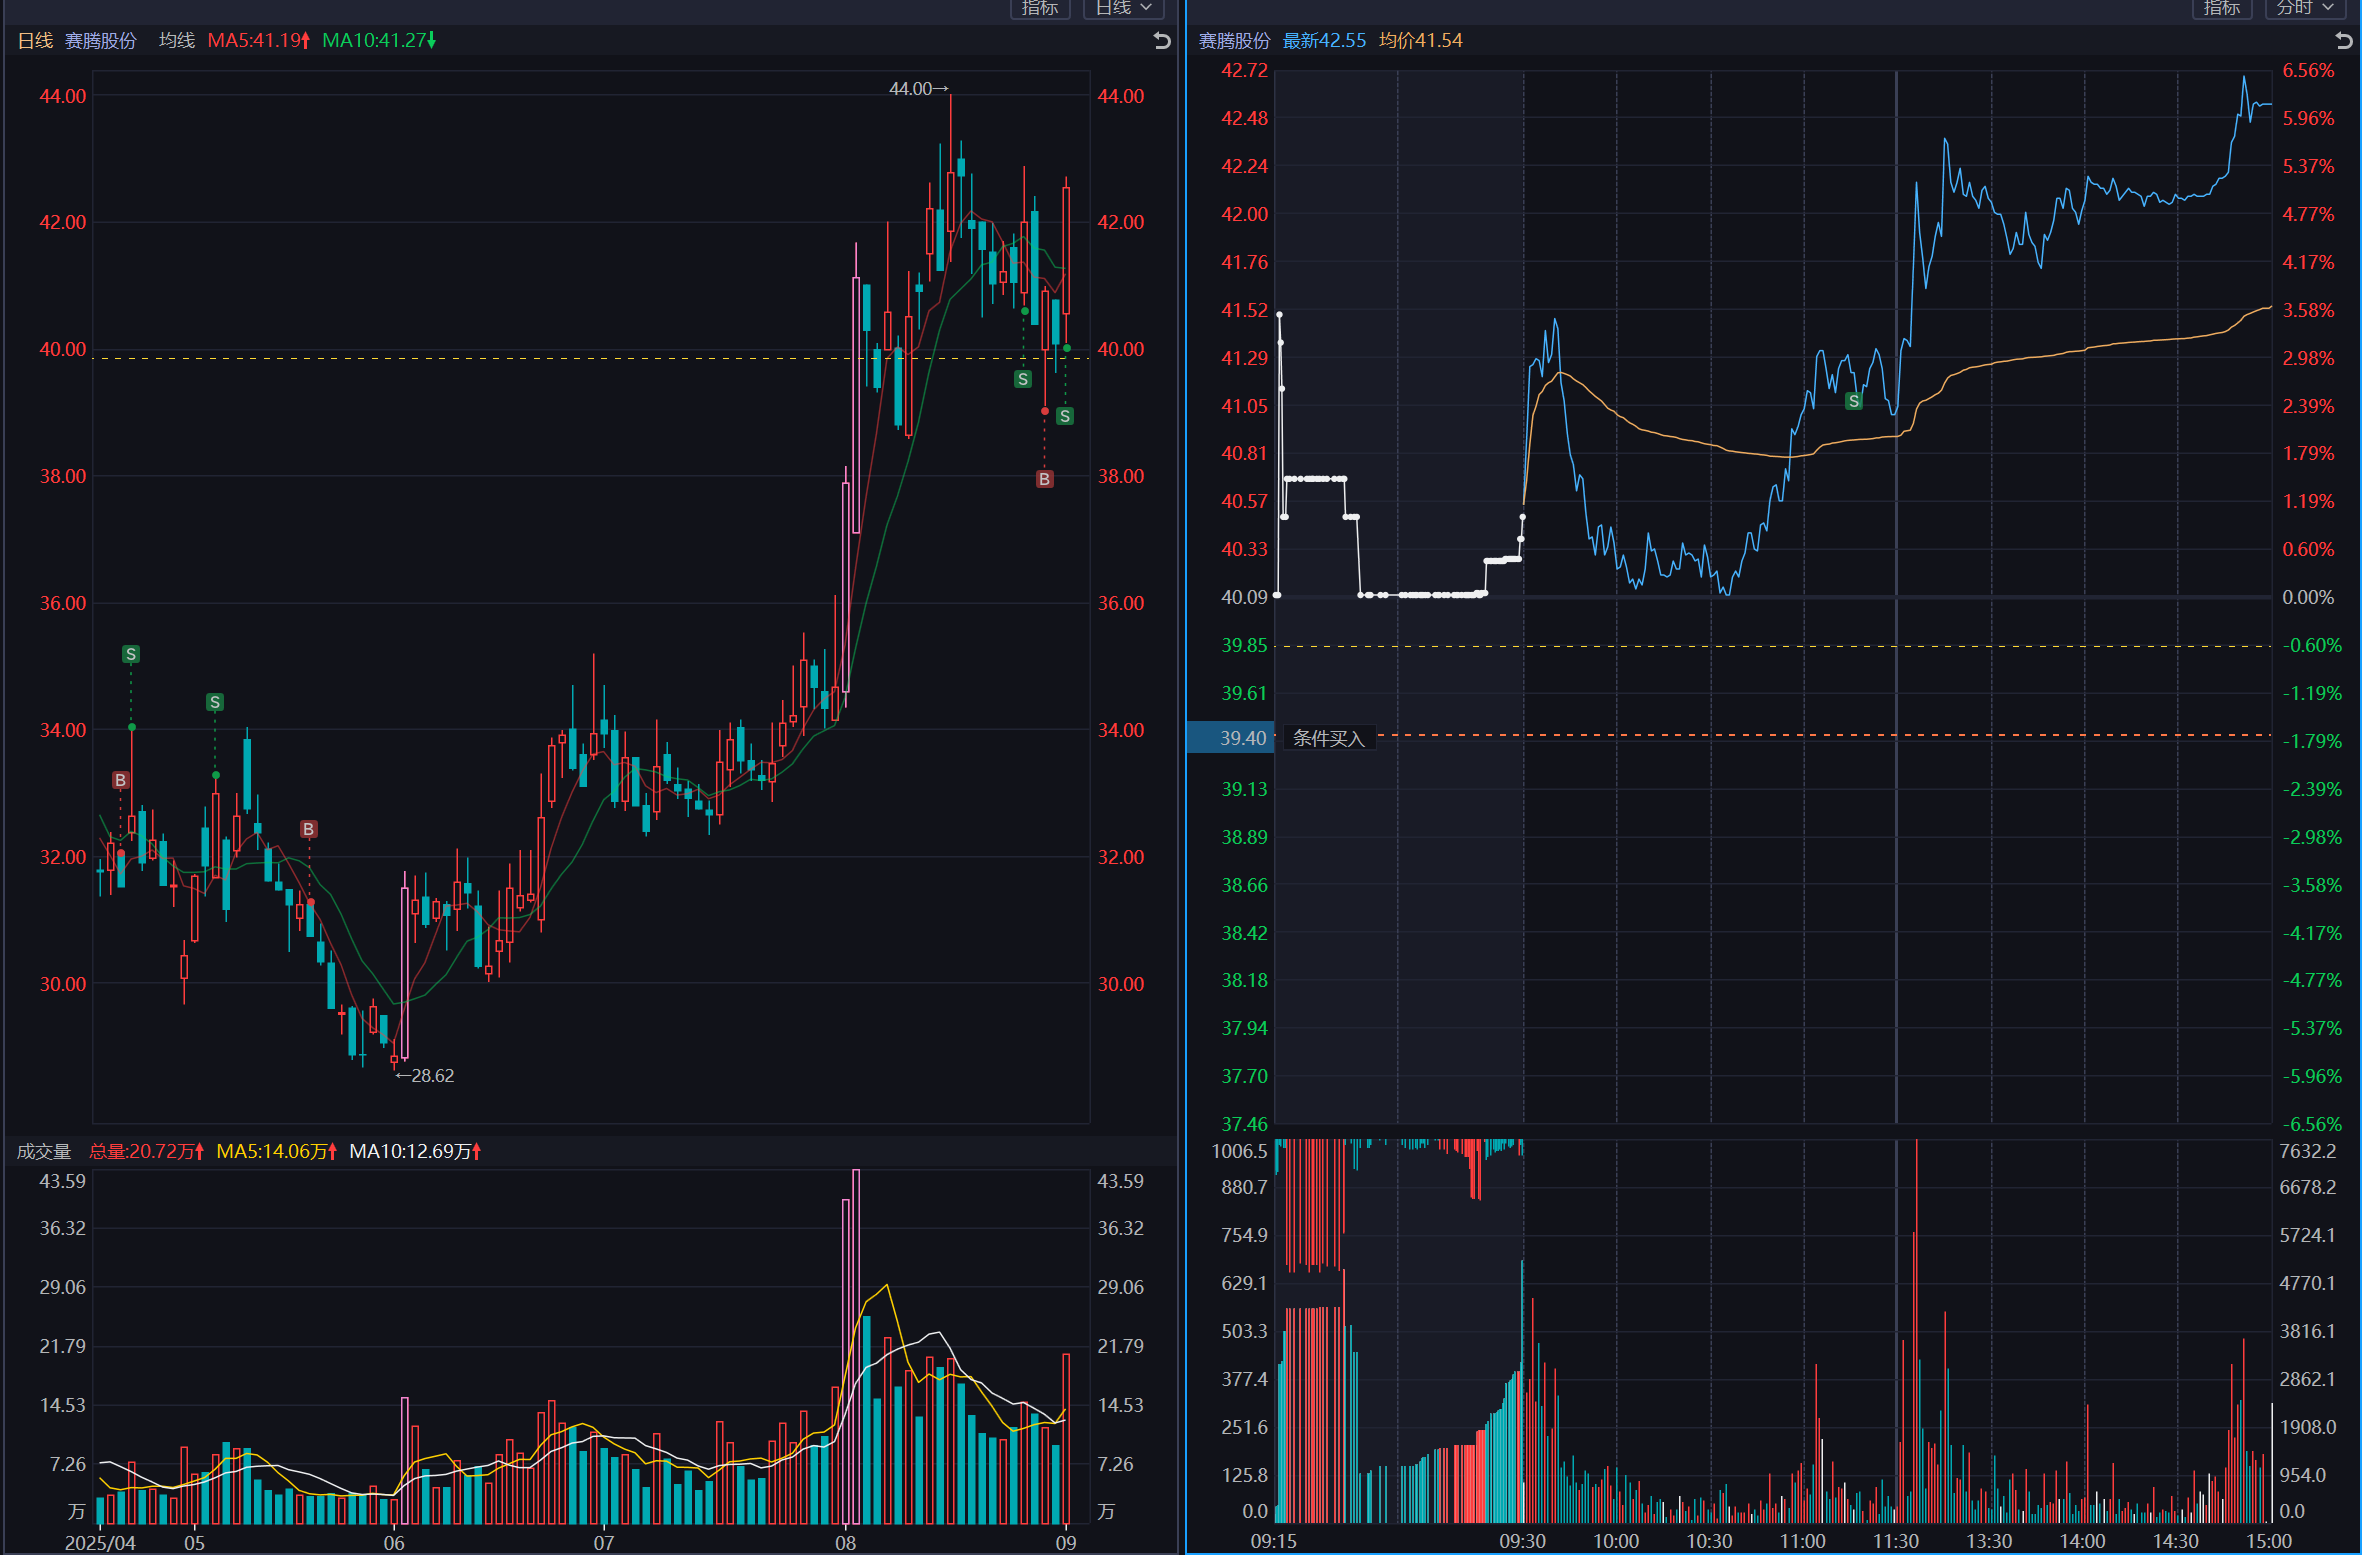 指标 日线
日线 赛腾股份 均线 MA5:41.19 MA10:41.27
44.00 44.00→ 44.00
42.00 42.00
40.00 40.00
S
S
38.00 B 38.00
36.00 36.00
S
S
34.00 34.00
B
B
32.00 32.00
30.00 30.00
←28.62
成交量 总量:20.72万 MA5:14.06万 MA10:12.69万
43.59 43.59
36.32 36.32
29.06 29.06
21.79 21.79
14.53 14.53
7.26 7.26
万 万
2025/04 05 06 07 08 09
指标 分时
赛腾股份 最新42.55 均价41.54
42.72 6.56%
42.48 5.96%
42.24 5.37%
42.00 4.77%
41.76 4.17%
41.52 3.58%
41.29 2.98%
S
41.05 2.39%
40.81 1.79%
40.57 1.19%
40.33 0.60%
40.09 0.00%
39.85 -0.60%
39.61 -1.19%
39.40 条件买入 -1.79%
39.13 -2.39%
38.89 -2.98%
38.66 -3.58%
38.42 -4.17%
38.18 -4.77%
37.94 -5.37%
37.70 -5.96%
37.46 -6.56%
1006.5 7632.2
880.7 6678.2
754.9 5724.1
629.1 4770.1
503.3 3816.1
377.4 2862.1
251.6 1908.0
125.8 954.0
0.0 0.0
09:15 09:30 10:00 10:30 11:00 11:30 13:30 14:00 14:30 15:00